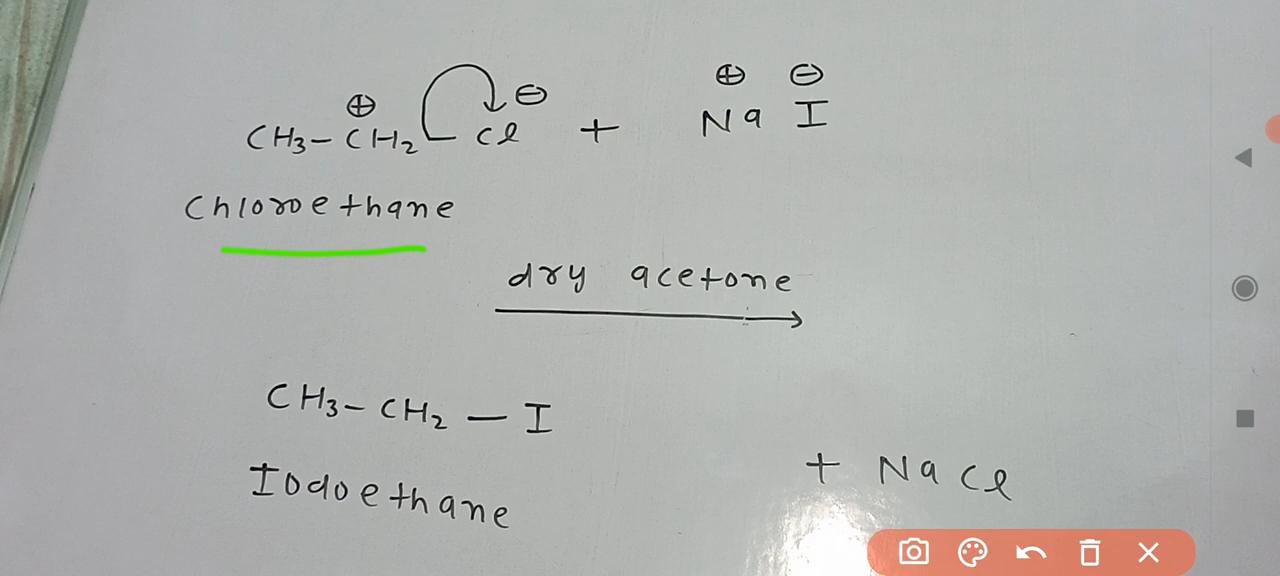 ⊕ ⊖ ⊕ ⊖
CH₃– CH₂ – Cl + Na I
Chloroethane
dry acetone
CH₃– CH₂ – I
+ NaCl
Iodoethane